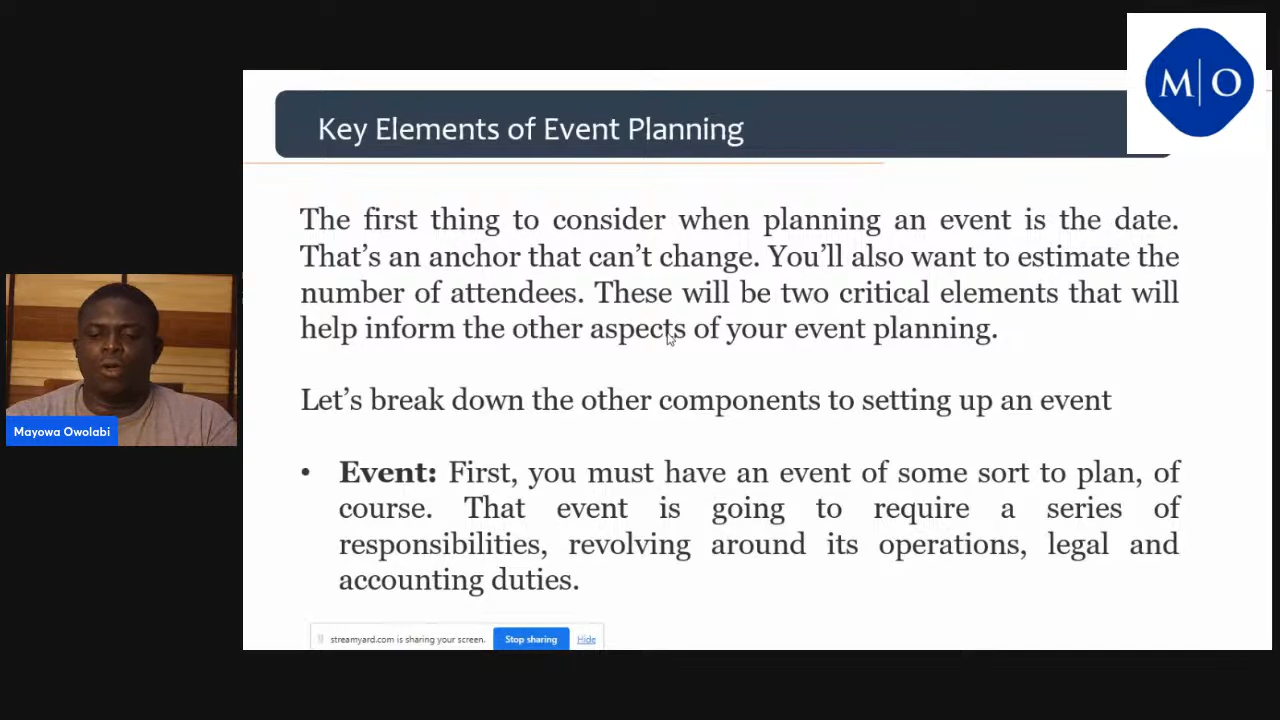 M|O
Key Elements of Event Planning
The first thing to consider when planning an event is the date.
That's an anchor that can't change. You'll also want to estimate the
number of attendees. These will be two critical elements that will
help inform the other aspects of your event planning.
Let's break down the other components to setting up an event
• Event: First, you must have an event of some sort to plan, of
course. That event is going to require a series of
responsibilities, revolving around its operations, legal and
accounting duties.
Mayowa Owolabi
streamyard.com is sharing your screen. Stop sharing Hide